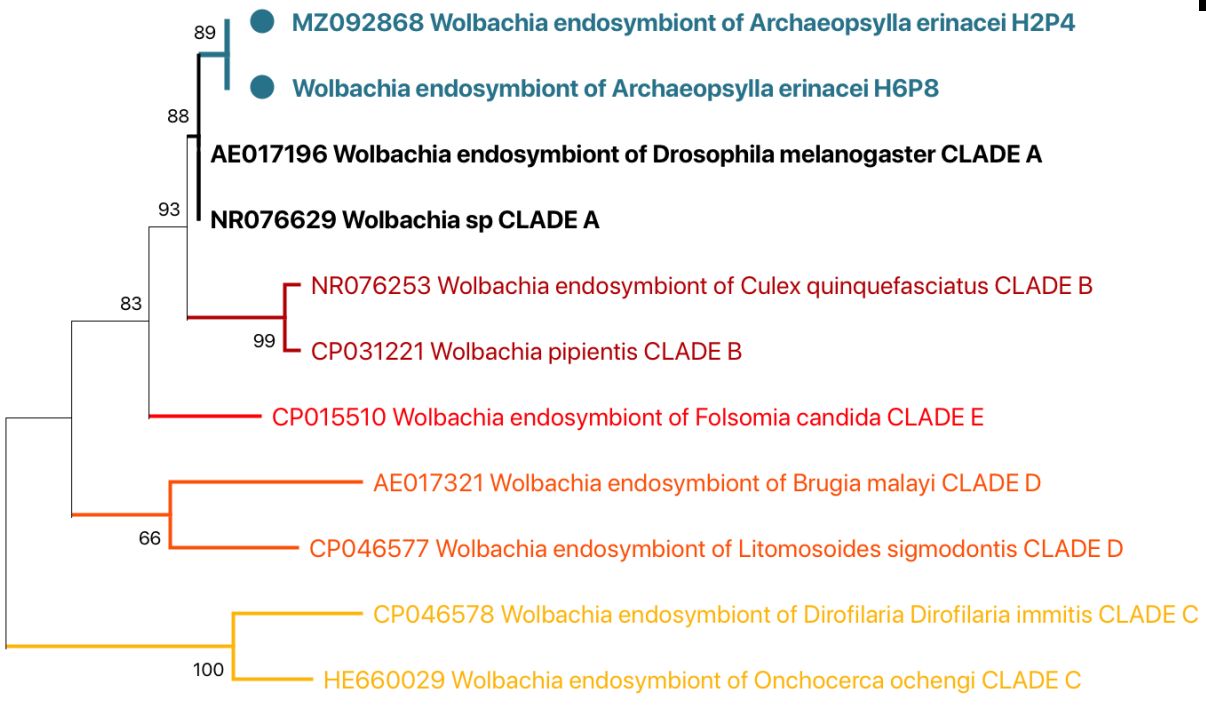 89
MZ092868 Wolbachia endosymbiont of Archaeopsylla erinacei H2P4
Wolbachia endosymbiont of Archaeopsylla erinacei H6P8
88
AE017196 Wolbachia endosymbiont of Drosophila melanogaster CLADE A
93
NR076629 Wolbachia sp CLADE A
NR076253 Wolbachia endosymbiont of Culex quinquefasciatus CLADE B
83
99
CP031221 Wolbachia pipientis CLADE B
CP015510 Wolbachia endosymbiont of Folsomia candida CLADE E
AE017321 Wolbachia endosymbiont of Brugia malayi CLADE D
66
CP046577 Wolbachia endosymbiont of Litomosoides sigmodontis CLADE D
CP046578 Wolbachia endosymbiont of Dirofilaria Dirofilaria immitis CLADE C
100
HE660029 Wolbachia endosymbiont of Onchocerca ochengi CLADE C